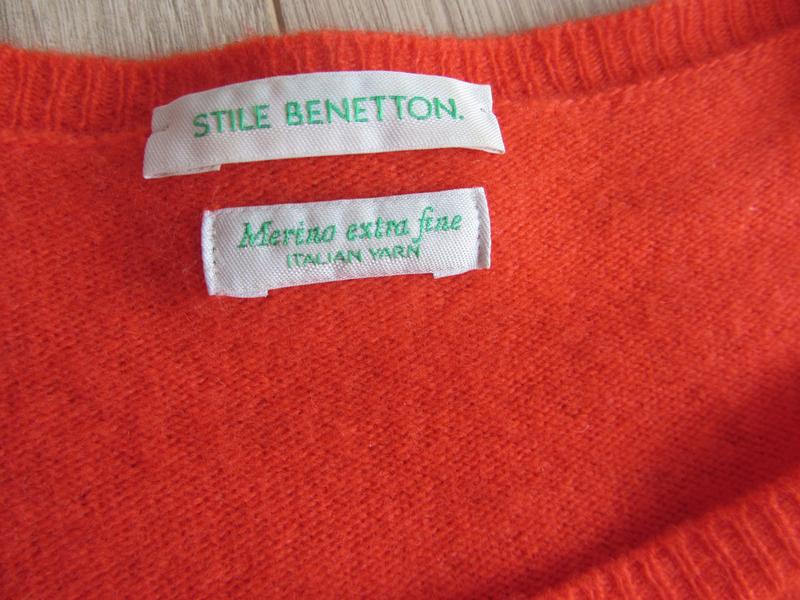 STILE BENETTON.
Merino extra fine
ITALIAN YARN